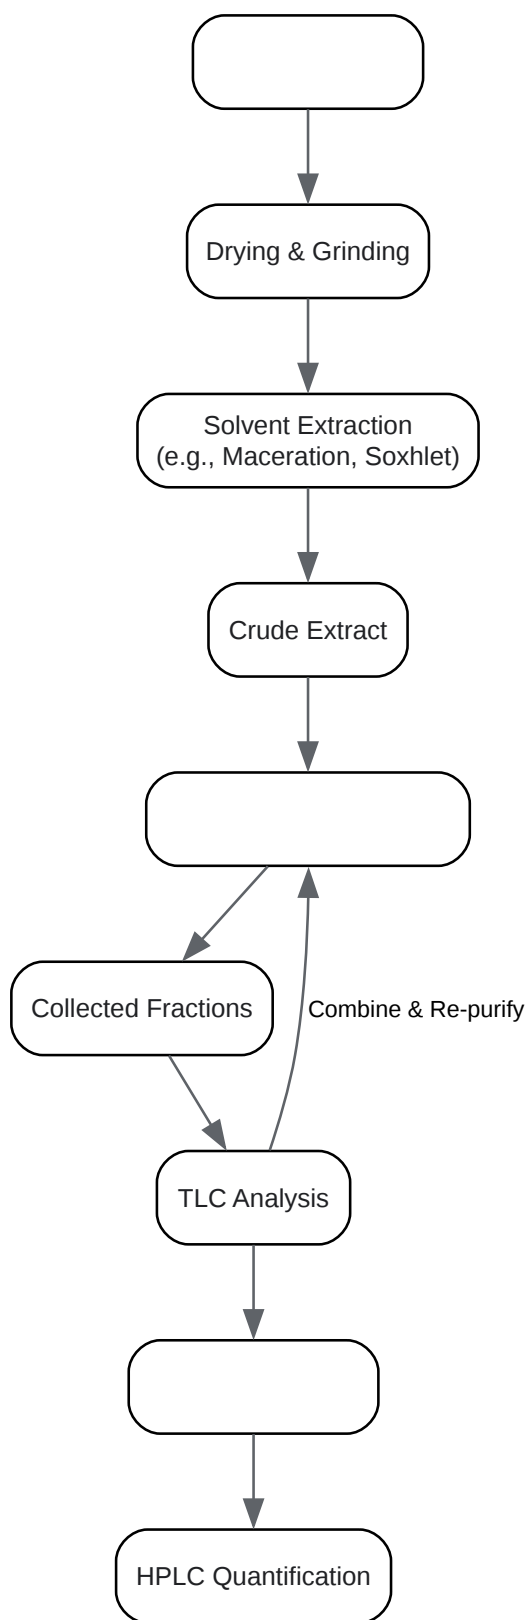 Drying & Grinding
Solvent Extraction
(e.g., Maceration, Soxhlet)
Crude Extract
Collected Fractions
Combine & Re-purify
TLC Analysis
HPLC Quantification